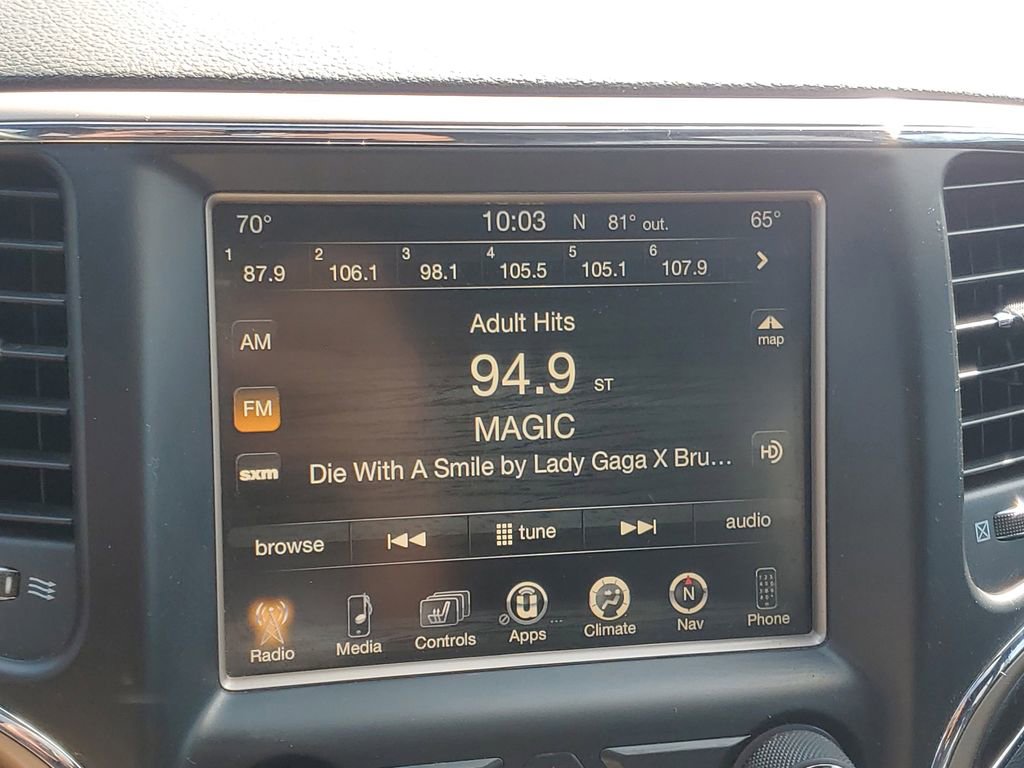 70° 10:03 N 81° out. 65°
1 87.9 2 106.1 3 98.1 4 105.5 5 105.1 6 107.9
Adult Hits
AM
map
94.9 ST
FM
MAGIC
sxm
Die With A Smile by Lady Gaga X Bru...
HD
browse tune audio
Radio Media Controls Apps Climate N Nav Phone